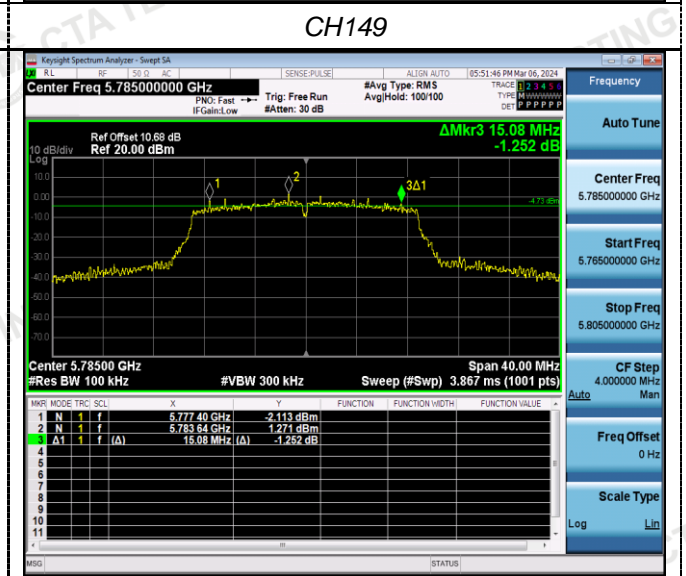 CH149
Keysight Spectrum Analyzer - Swept SA
RL RF 50 Ω AC SENSE:PULSE ALIGN AUTO 05:51:46 PM Mar 06, 2024
Center Freq 5.785000000 GHz #Avg Type: RMS TRACE 1 2 3 4 5 6
PNO: Fast Trig: Free Run Avg|Hold: 100/100 TYPE M WWWWW
IFGain:Low #Atten: 30 dB DET P P P P P P
Frequency
Auto Tune
Ref Offset 10.68 dB ΔMkr3 15.08 MHz
10 dB/div Ref 20.00 dBm -1.252 dB
Log
10.0
0.00
-10.0
-20.0
-30.0
-40.0
-50.0
-60.0
-70.0
1
2
3Δ1
-4.73 dBm
Center 5.78500 GHz Span 40.00 MHz
#Res BW 100 kHz #VBW 300 kHz Sweep (#Swp) 3.867 ms (1001 pts)
MKR MODE TRC SCL X Y FUNCTION FUNCTION WIDTH FUNCTION VALUE
1 N 1 f 5.777 40 GHz -2.113 dBm
2 N 1 f 5.783 64 GHz 1.271 dBm
3 Δ1 1 f (Δ) 15.08 MHz (Δ) -1.252 dB
4
5
6
7
8
9
10
11
MSG STATUS
Center Freq
5.785000000 GHz
Start Freq
5.765000000 GHz
Stop Freq
5.805000000 GHz
CF Step
4.000000 MHz
Auto Man
Freq Offset
0 Hz
Scale Type
Log Lin